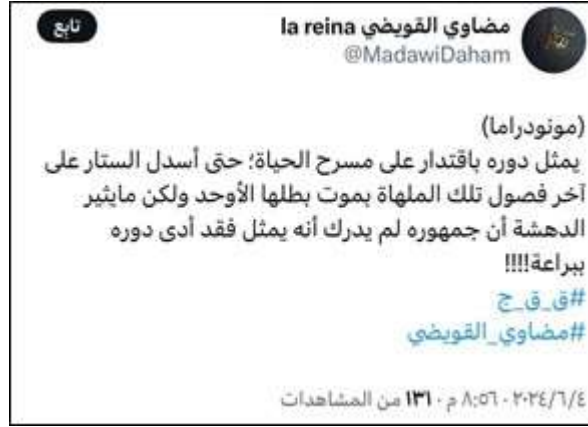 مضاوي القويضي la reina
تابع
@MadawiDaham
(مونودراما)
يمثل دوره باقتدار على مسرح الحياة؛ حتى أسدل الستار على
آخر فصول تلك الملهاة بموت بطلها الأوحد ولكن مايثير
الدهشة أن جمهوره لم يدرك أنه يمثل فقد أدى دوره
ببراعة!!!!
#ق_ق_ج
#مضاوي_القويضي
٢٠٢٤/٦/٤ · ٨:٥٦ م · ١٣١ من المشاهدات